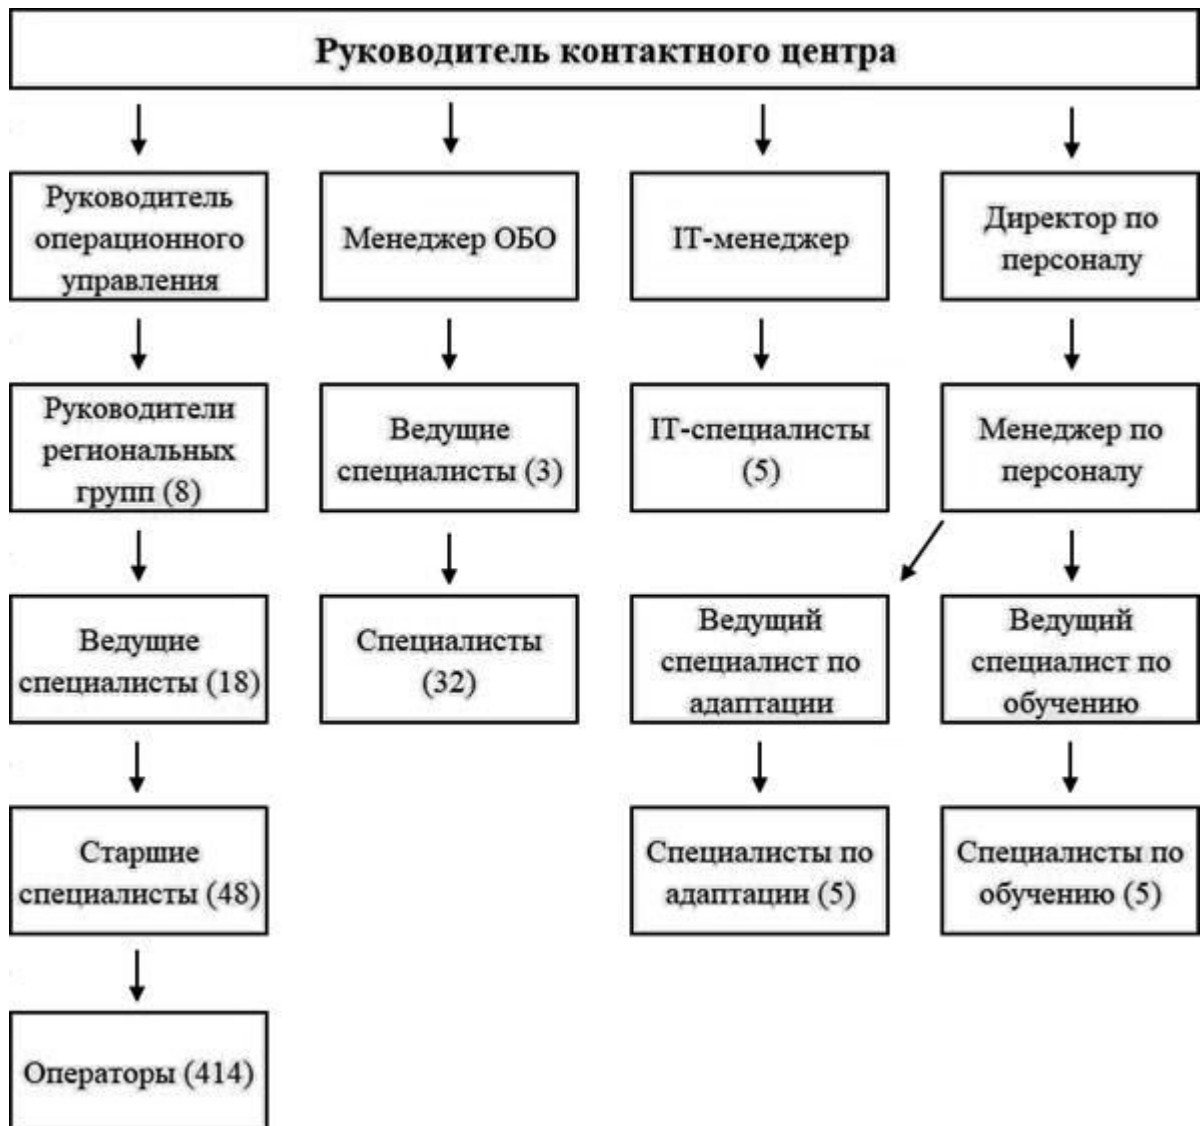 Руководитель контактного центра
Руководитель
операционного
управления
Менеджер ОБО
IT-менеджер
Директор по
персоналу
Руководители
региональных
групп (8)
Ведущие
специалисты (3)
IT-специалисты
(5)
Менеджер по
персоналу
Ведущие
специалисты (18)
Специалисты
(32)
Ведущий
специалист по
адаптации
Ведущий
специалист по
обучению
Старшие
специалисты (48)
Специалисты по
адаптации (5)
Специалисты по
обучению (5)
Операторы (414)